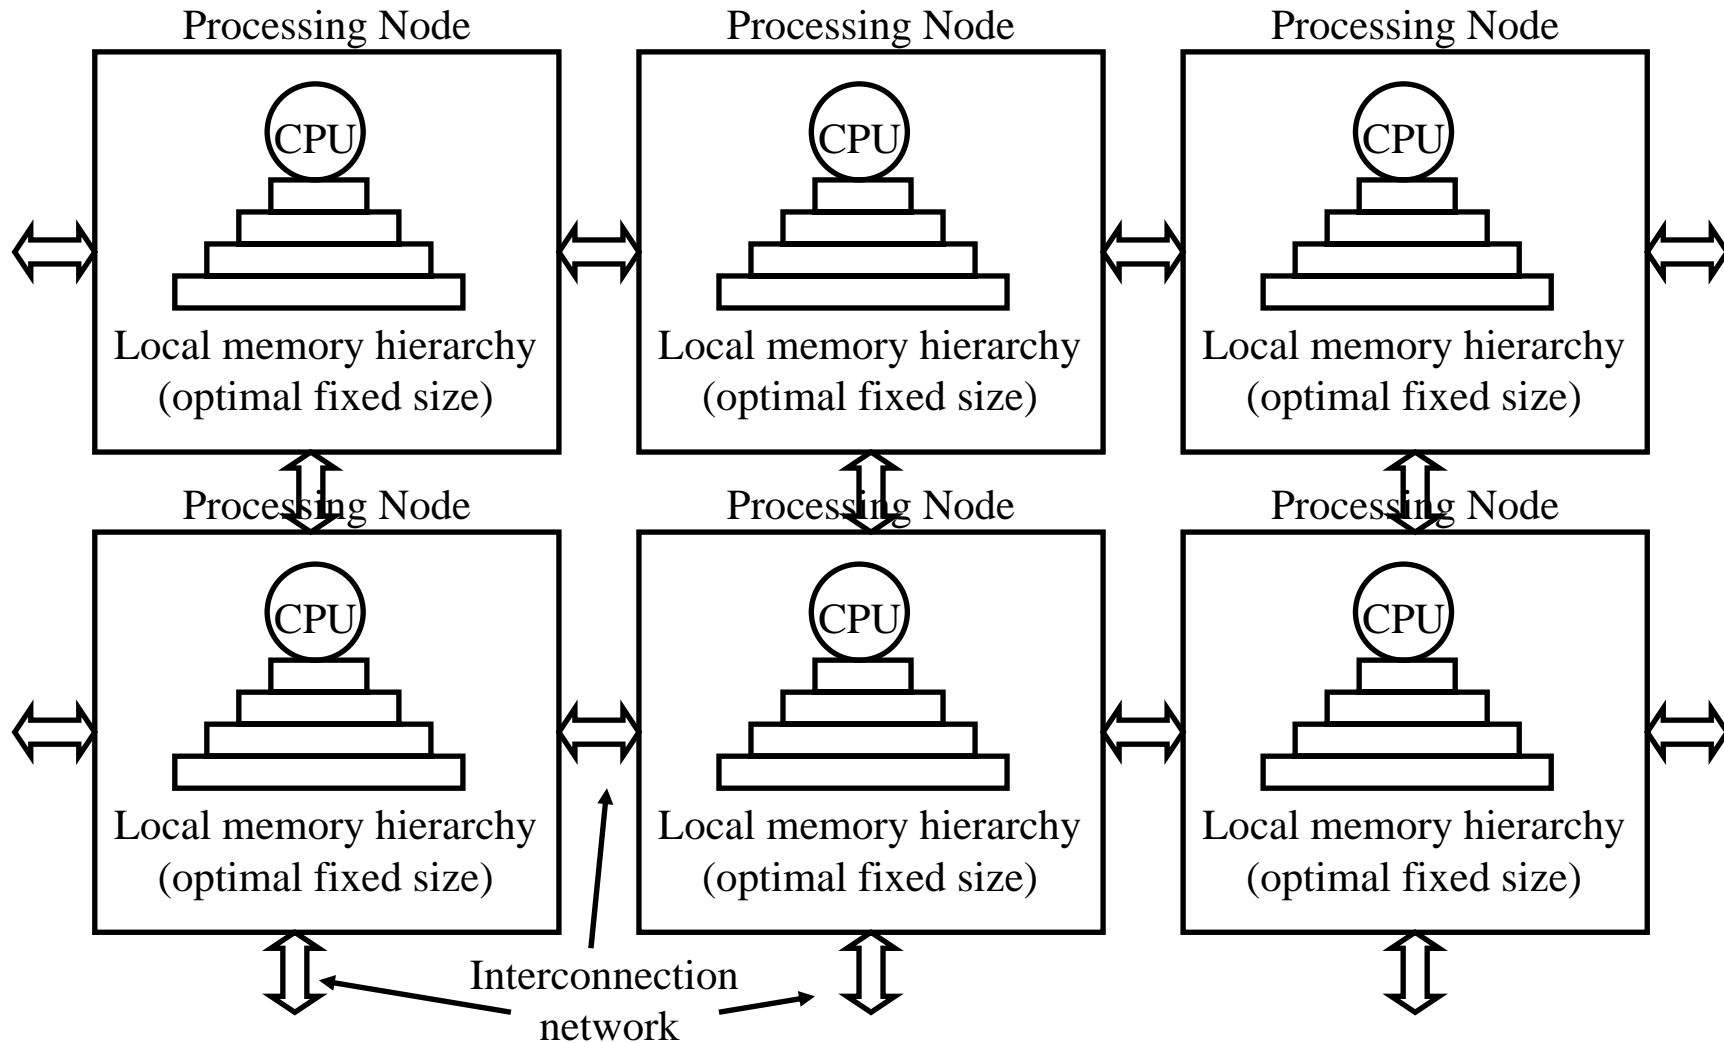 Processing Node
Processing Node
Processing Node
CPU
CPU
CPU
Local memory hierarchy
(optimal fixed size)
Local memory hierarchy
(optimal fixed size)
Local memory hierarchy
(optimal fixed size)
Processing Node
Processing Node
Processing Node
CPU
CPU
CPU
Local memory hierarchy
(optimal fixed size)
Local memory hierarchy
(optimal fixed size)
Local memory hierarchy
(optimal fixed size)
Interconnection
network